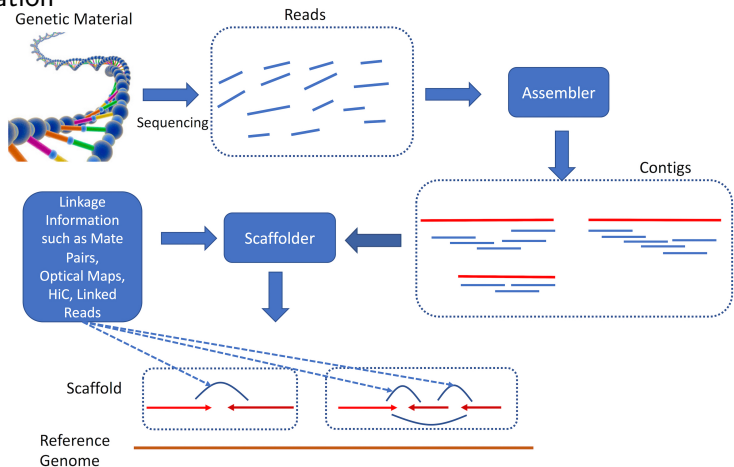 Genetic Material
Reads
Sequencing
Assembler
Contigs
Linkage
Information
such as Mate
Pairs,
Optical Maps,
HiC, Linked
Reads
Scaffolder
Scaffold
Reference
Genome